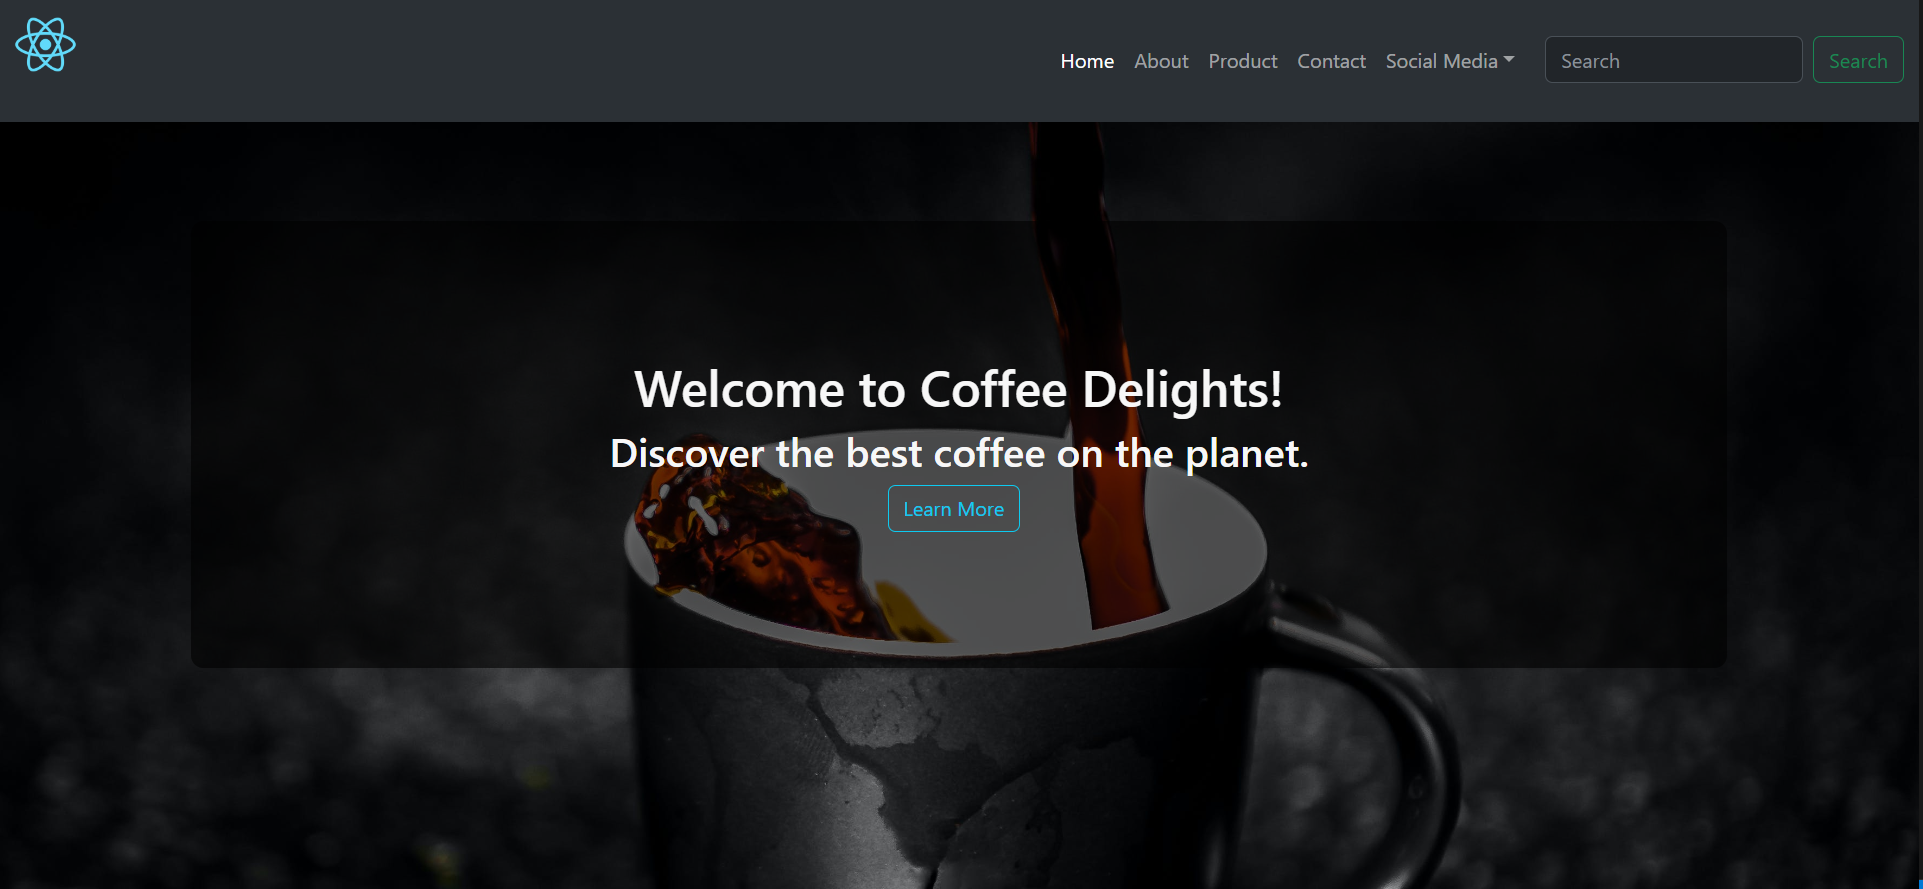 Home About Product Contact Social Media Search Search
Welcome to Coffee Delights!
Discover the best coffee on the planet.
Learn More